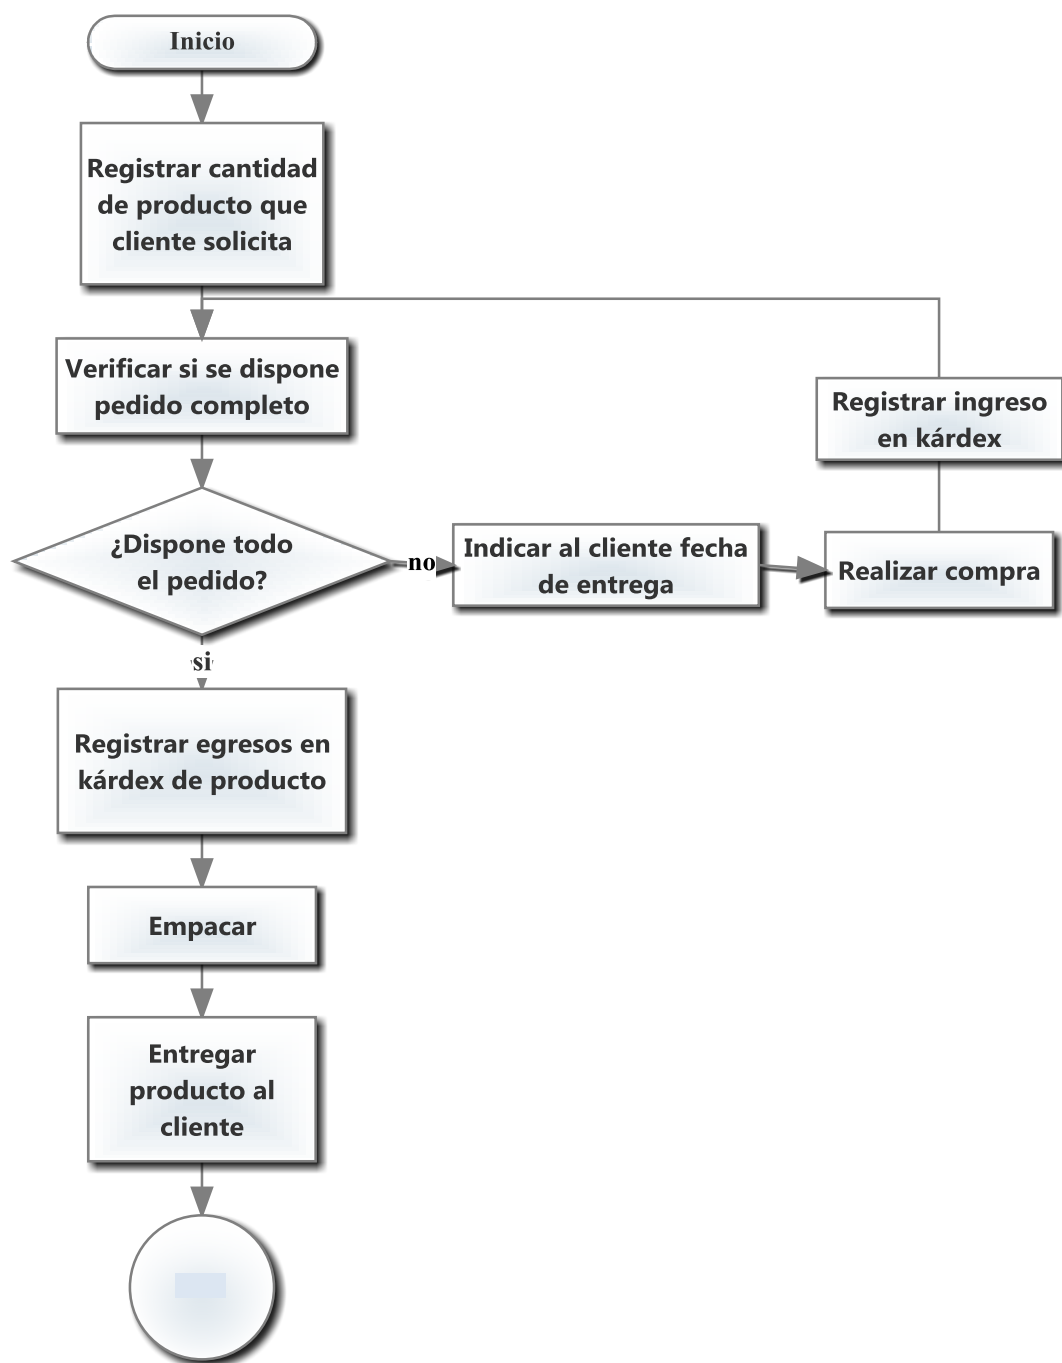 Inicio
Registrar cantidad
de producto que
cliente solicita
Verificar si se dispone
pedido completo
Registrar ingreso
en kárdex
¿Dispone todo
el pedido?
no
Indicar al cliente fecha
de entrega
Realizar compra
si
Registrar egresos en
kárdex de producto
Empacar
Entregar
producto al
cliente